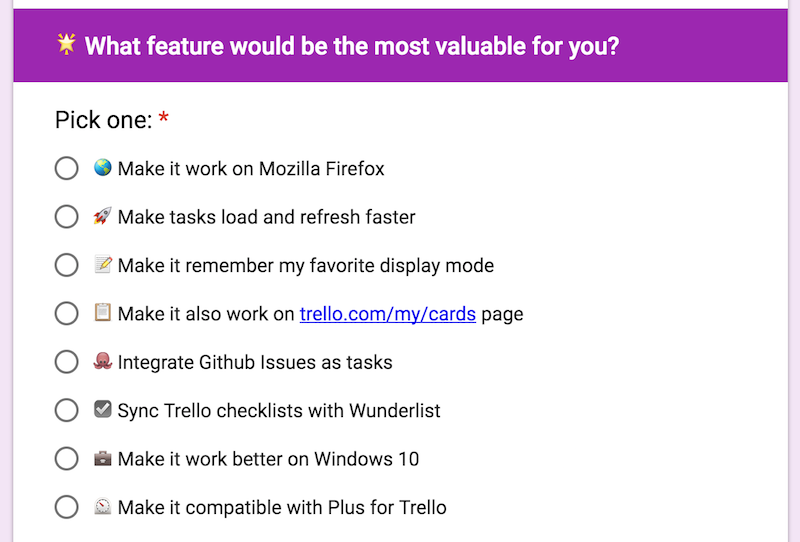 🌟 What feature would be the most valuable for you?
Pick one: *
🌎 Make it work on Mozilla Firefox
🚀 Make tasks load and refresh faster
📝 Make it remember my favorite display mode
📋 Make it also work on trello.com/my/cards page
🐙 Integrate Github Issues as tasks
☑️ Sync Trello checklists with Wunderlist
💼 Make it work better on Windows 10
⏲️ Make it compatible with Plus for Trello